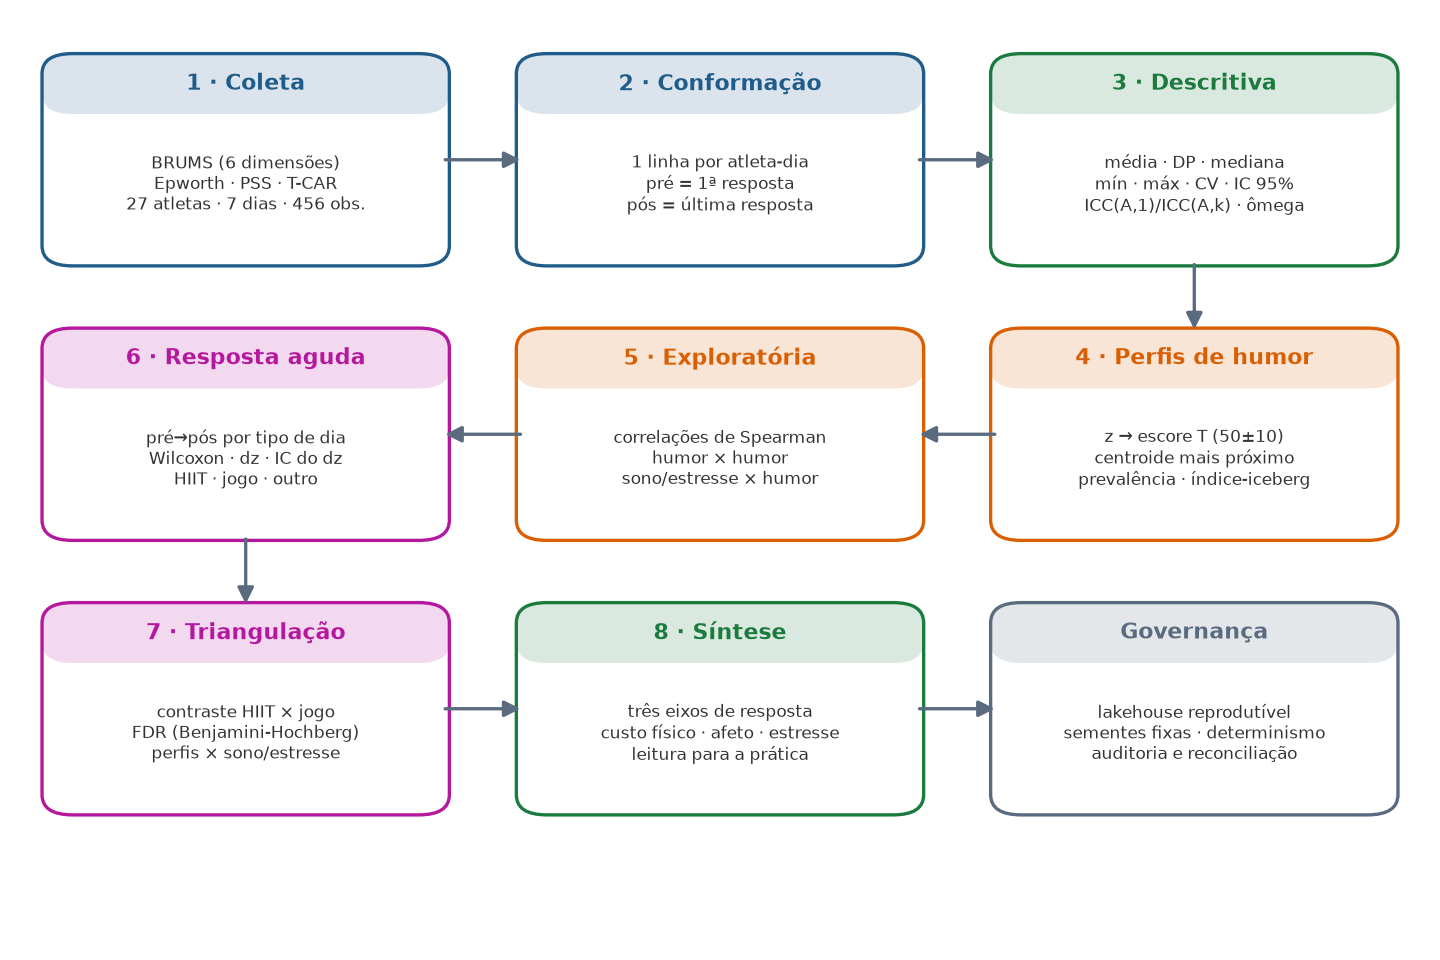 1 · Coleta
BRUMS (6 dimensões)
Epworth · PSS · T-CAR
27 atletas · 7 dias · 456 obs.
2 · Conformação
1 linha por atleta-dia
pré = 1ª resposta
pós = última resposta
3 · Descritiva
média · DP · mediana
mín · máx · CV · IC 95%
ICC(A,1)/ICC(A,k) · ômega
4 · Perfis de humor
z → escore T (50±10)
centroide mais próximo
prevalência · índice-iceberg
5 · Exploratória
correlações de Spearman
humor × humor
sono/estresse × humor
6 · Resposta aguda
pré→pós por tipo de dia
Wilcoxon · dz · IC do dz
HIIT · jogo · outro
7 · Triangulação
contraste HIIT × jogo
FDR (Benjamini-Hochberg)
perfis × sono/estresse
8 · Síntese
três eixos de resposta
custo físico · afeto · estresse
leitura para a prática
Governança
lakehouse reprodutível
sementes fixas · determinismo
auditoria e reconciliação